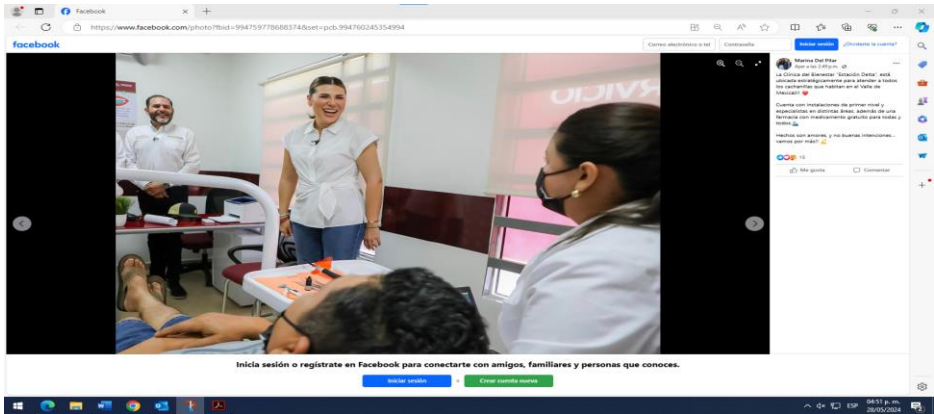 Facebook
https://www.facebook.com/photo?fbid=994759778688374&set=pcb.994760245354994
facebook
Correo electrónico o tel
Contraseña
Iniciar sesión
¿Olvidaste la cuenta?
SERVICIO
Marina Del Pilar
Ayer a las 3:49 p.m.
La Clínica del Bienestar "Estación Delta", está
ubicada estratégicamente para atender a todos
los cachanillas que habitan en el Valle de
Mexicali!
Cuenta con instalaciones de primer nivel y
especialistas en distintas áreas, además de una
farmacia con medicamento gratuito para todas y
todos
Hechos son amores, y no buenas intenciones...
vamos por más!!
Me gusta
Comentar
Inicia sesión o regístrate en Facebook para conectarte con amigos, familiares y personas que conoces.
Iniciar sesión
o
Crear cuenta nueva
ESP
04:51 p. m.
28/05/2024